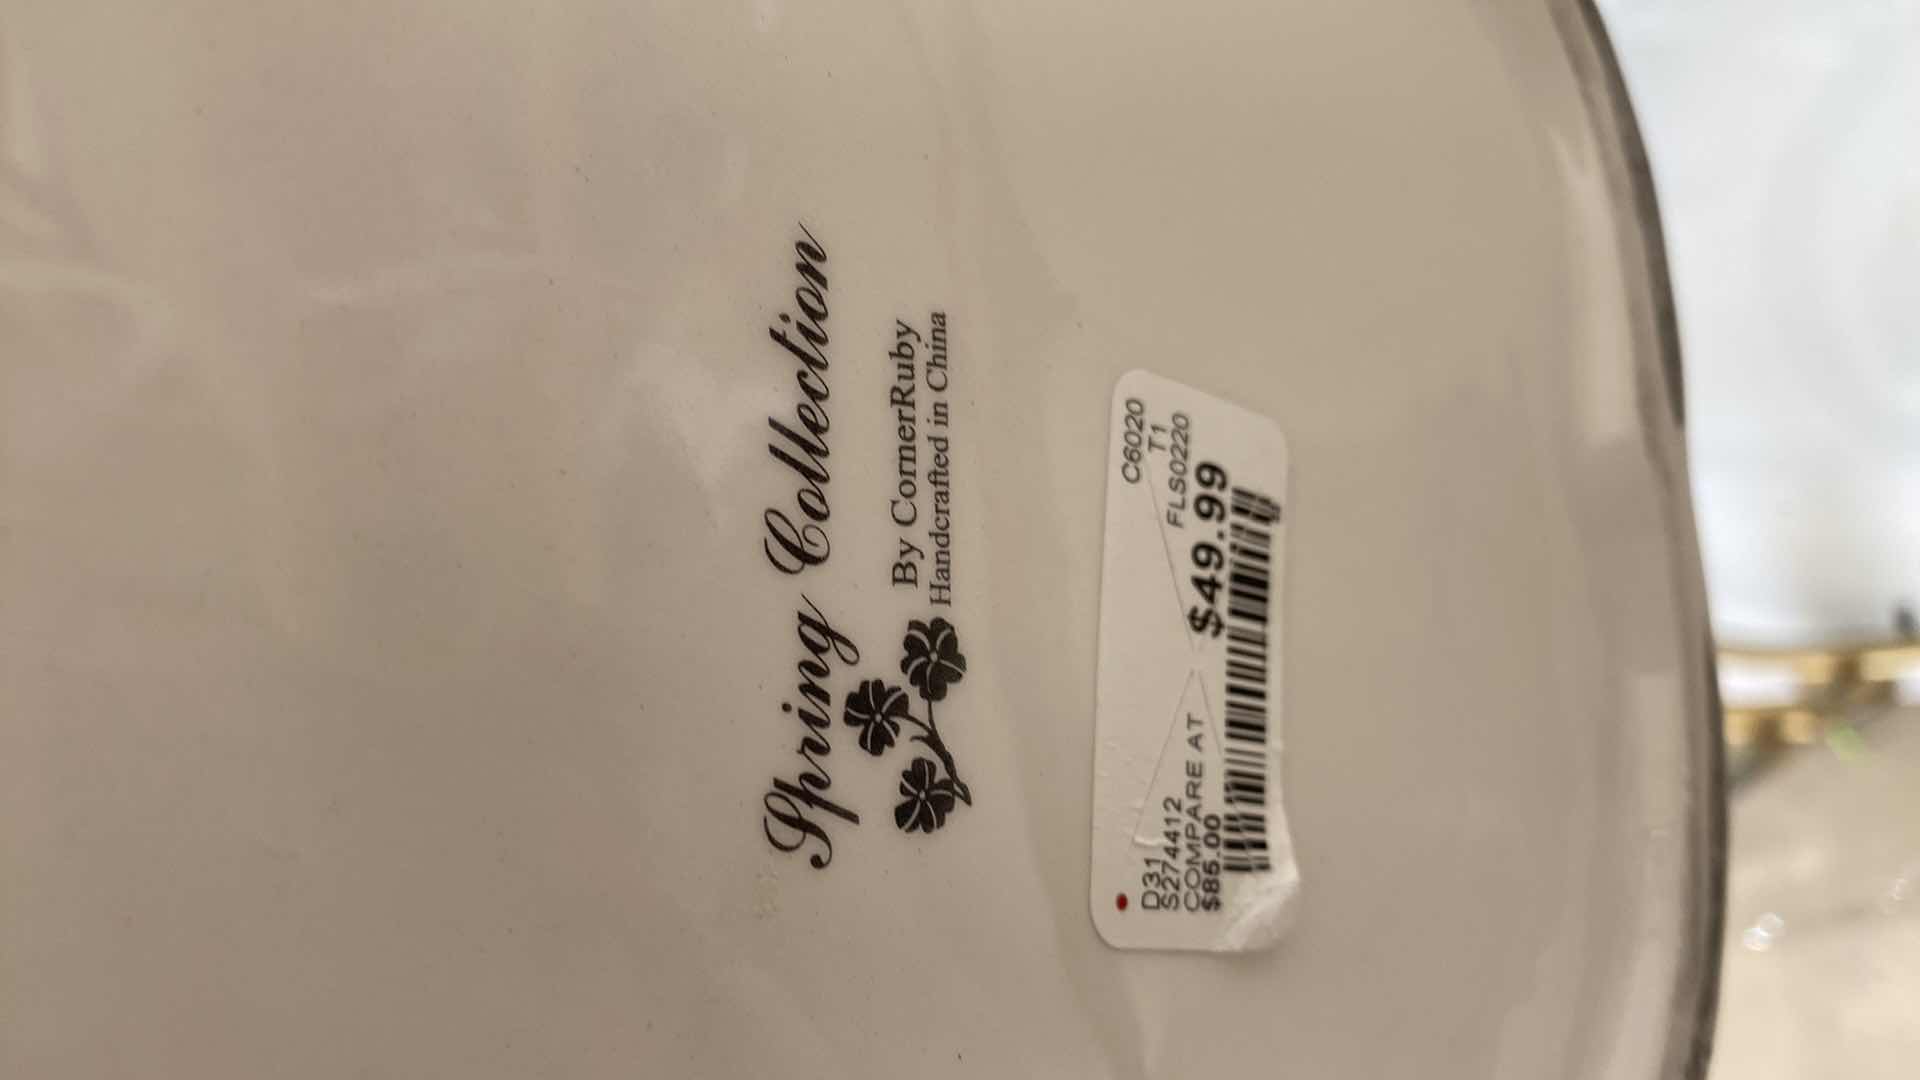 Spring Collection
By CornerRuby
Handcrafted in China
C6020
D31 T1
S274412 FLS0220
COMPARE AT $49.99
$85.00